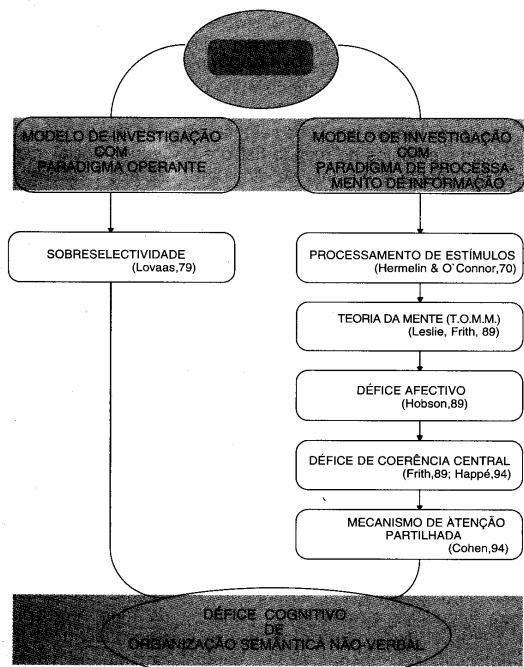 DÉFICE
COGNITIVO
MODELO DE INVESTIGAÇÃO
COM
PARADIGMA OPERANTE
MODELO DE INVESTIGAÇÃO
COM
PARADIGMA DE PROCESSA-
MENTO DE INFORMAÇÃO
SOBRESELECTIVIDADE
(Lovaas,79)
PROCESSAMENTO DE ESTÍMULOS
(Hermelin & O`Connor,70)
TEORIA DA MENTE (T.O.M.M.)
(Leslie, Frith, 89)
DÉFICE AFECTIVO
(Hobson,89)
DÉFICE DE COERÊNCIA CENTRAL
(Frith,89; Happé,94)
MECANISMO DE ATENÇÃO
PARTILHADA
(Cohen,94)
DÉFICE COGNITIVO
DE
ORGANIZAÇÃO SEMÂNTICA NÃO-VERBAL